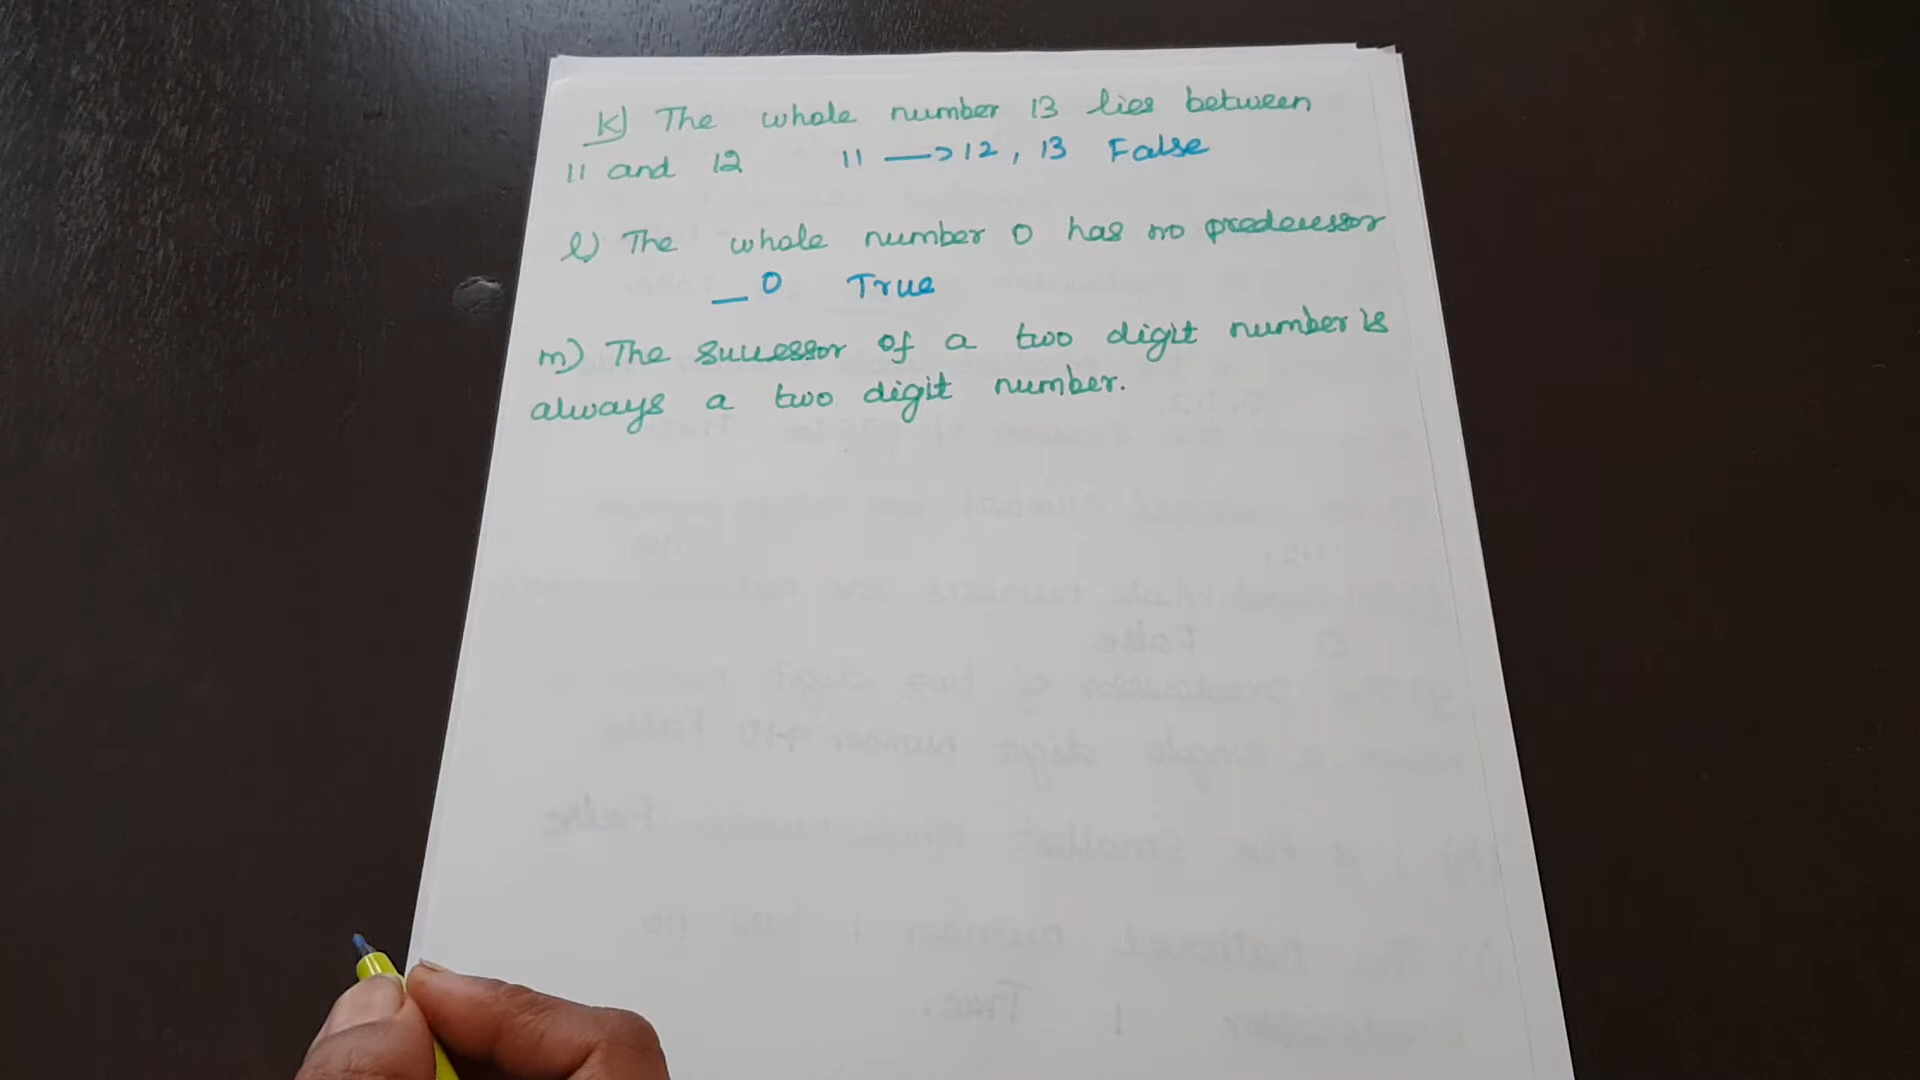 k) The whole number 13 lies between
11 and 12 11 → 12, 13 False
l) The whole number 0 has no predecessor
_ 0 True
m) The successor of a two digit number is
always a two digit number.